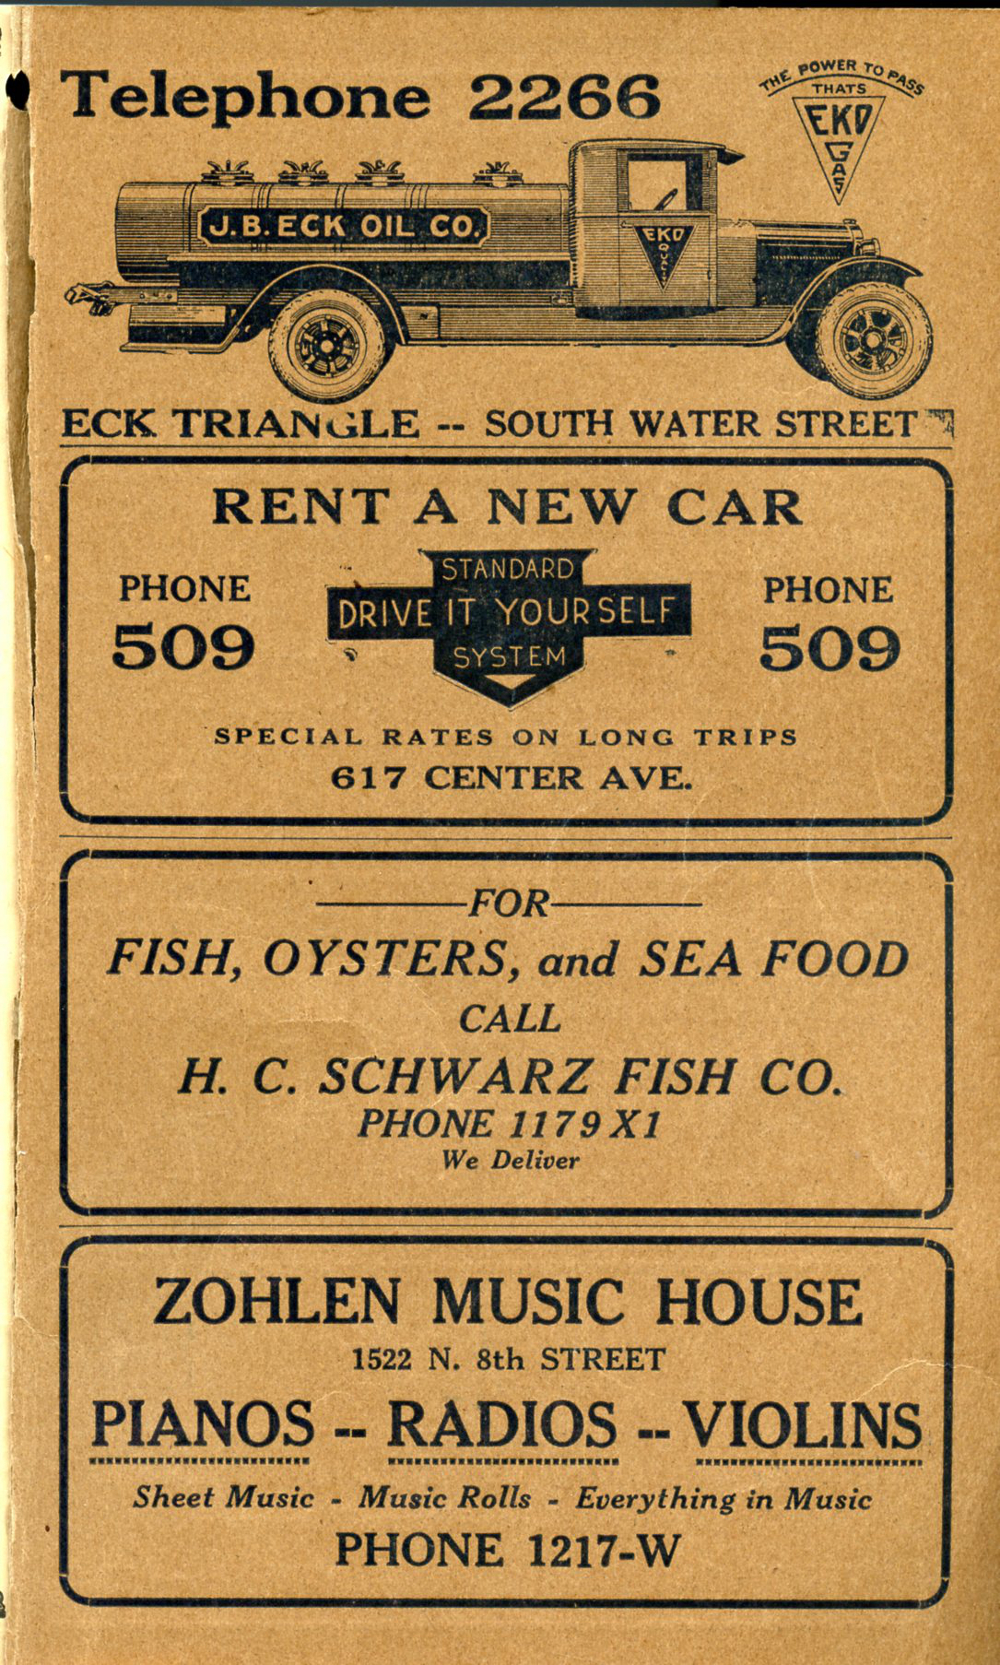 Telephone 2266
THE POWER TO PASS
THATS
EKO
GAS
J. B. ECK OIL CO.
EKO
QUALITY
ECK TRIANGLE -- SOUTH WATER STREET
RENT A NEW CAR
PHONE
509
STANDARD
DRIVE IT YOURSELF
SYSTEM
PHONE
509
SPECIAL RATES ON LONG TRIPS
617 CENTER AVE.
FOR
FISH, OYSTERS, and SEA FOOD
CALL
H. C. SCHWARZ FISH CO.
PHONE 1179 X1
We Deliver
ZOHLEN MUSIC HOUSE
1522 N. 8th STREET
PIANOS -- RADIOS -- VIOLINS
Sheet Music - Music Rolls - Everything in Music
PHONE 1217-W